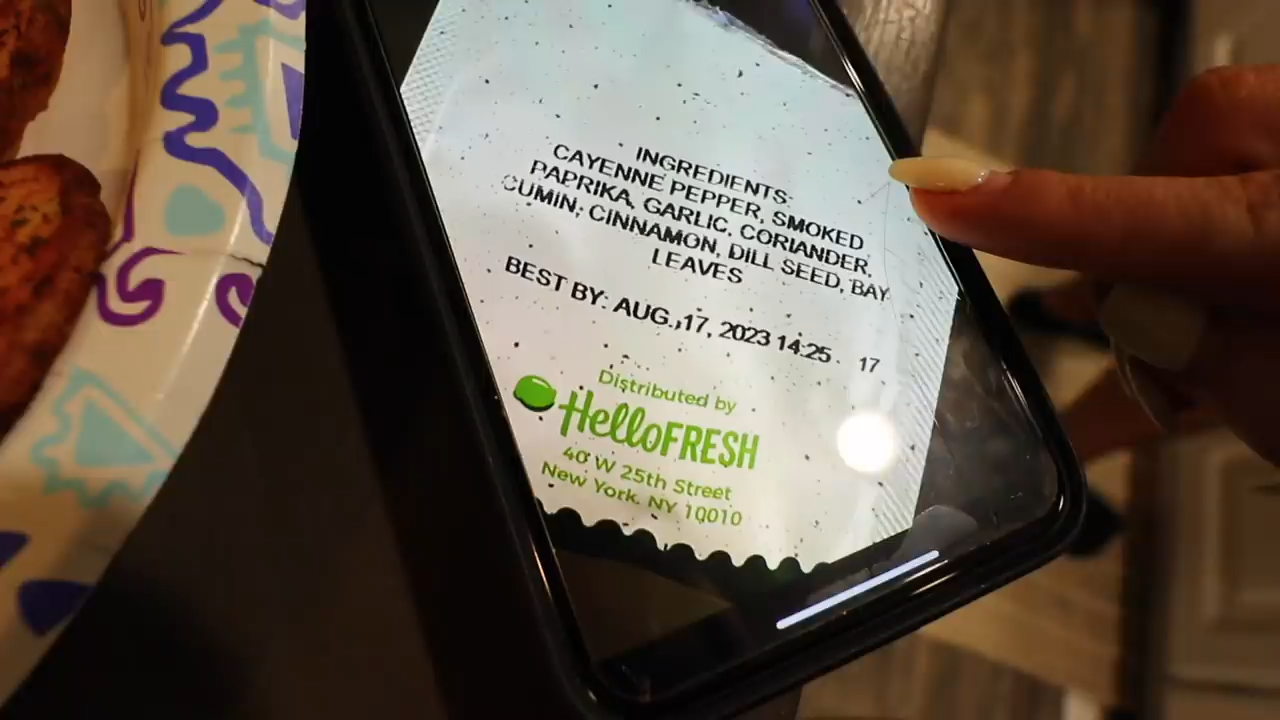 INGREDIENTS:
CAYENNE PEPPER, SMOKED
PAPRIKA, GARLIC, CORIANDER,
CUMIN, CINNAMON, DILL SEED, BAY
LEAVES
BEST BY: AUG.,17, 2023 14:25 17
Distributed by
HelloFRESH
40 W 25th Street
New York, NY 10010